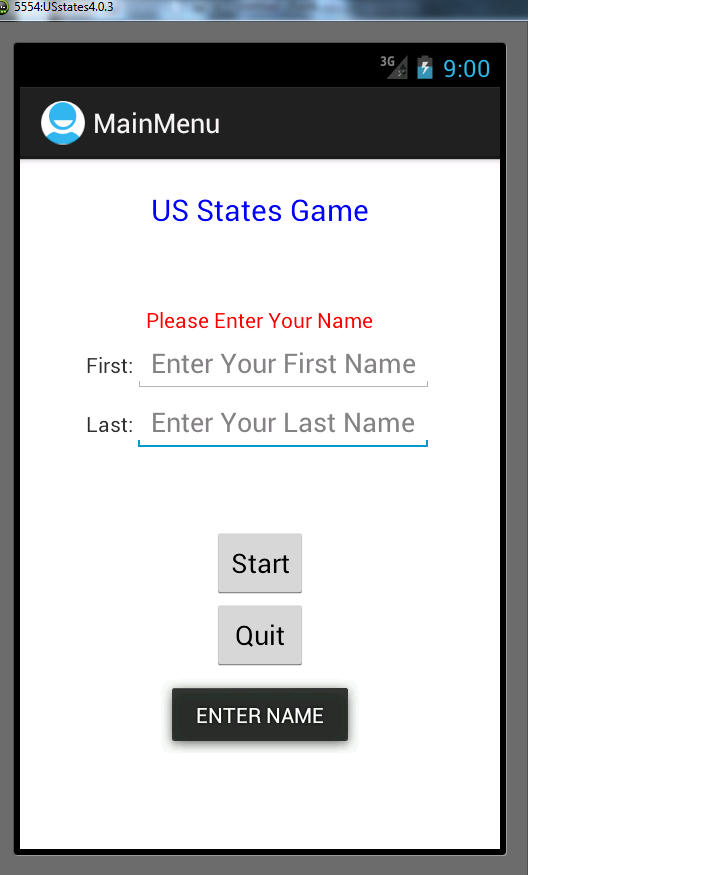 5554:USstates4.0.3
3G 9:00
MainMenu
US States Game
Please Enter Your Name
First: Enter Your First Name
Last: Enter Your Last Name
Start
Quit
ENTER NAME